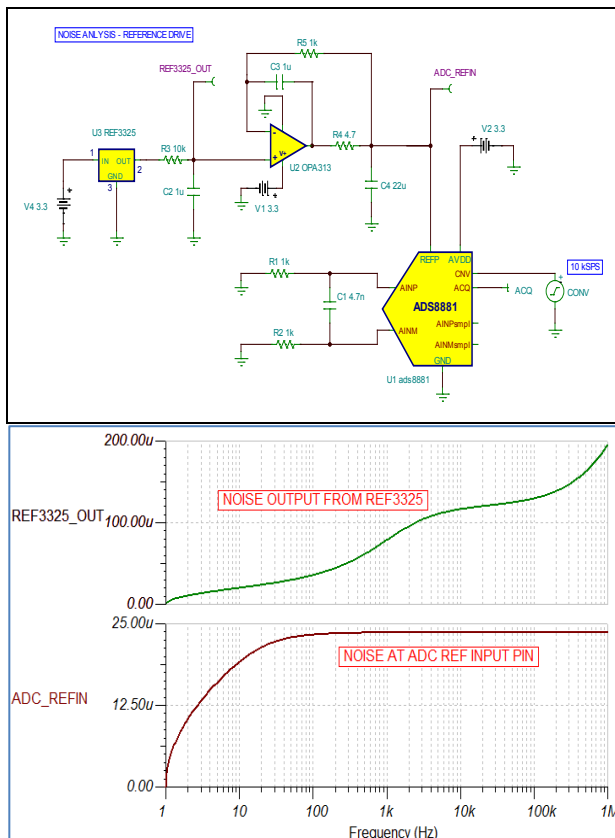 NOISE ANLYSIS - REFERENCE DRIVE
R5 1k
C3 1u
REF3325_OUT
ADC_REFIN
U3 REF3325
1 IN OUT 2
GND
3
R3 10k
-
+
V+
U2 OPA313
R4 4.7
V2 3.3
+
V4 3.3
+
C2 1u
V1 3.3
+
C4 22u
REFP AVDD
10 kSPS
R1 1k
AINP
CNV
ACQ
ACQ
CONV
+
C1 4.7n
ADS8881
AINPsmpl
R2 1k
AINM
AINMsmpl
GND
U1 ads8881
200.00u
NOISE OUTPUT FROM REF3325
REF3325_OUT
100.00u
0.00
25.00u
NOISE AT ADC REF INPUT PIN
ADC_REFIN
12.50u
0.00
1 10 100 1k 10k 100k 1M
Frequency (Hz)